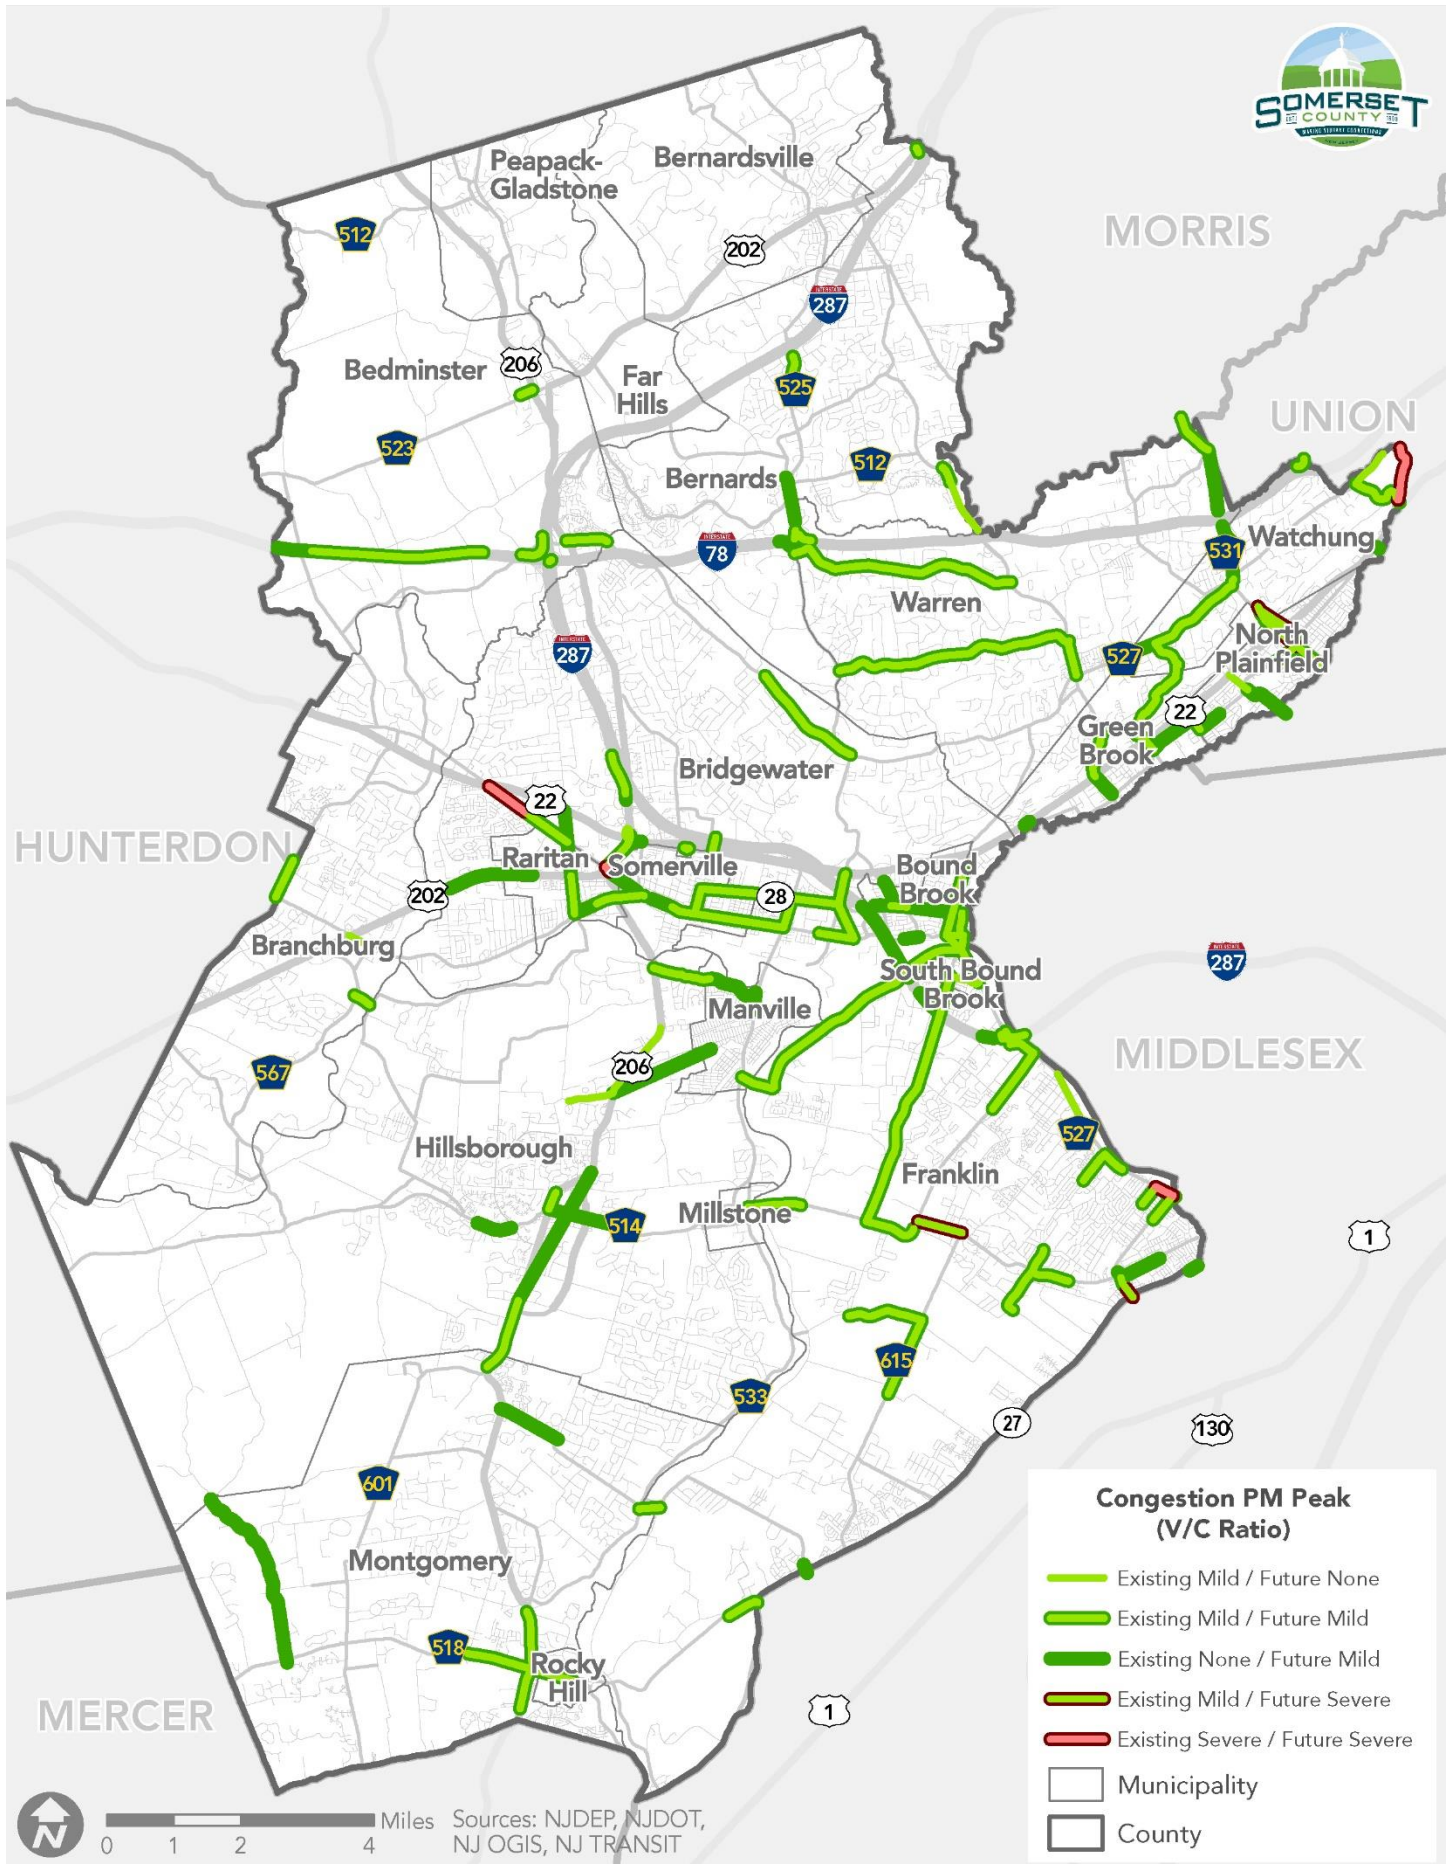 SOMERSET
COUNTY
Peapack-
Gladstone
Bernardsville
512
202
MORRIS
INTERSTATE
287
Bedminster
206
Far
Hills
525
UNION
523
Bernards
512
INTERSTATE
78
531
Watchung
Warren
INTERSTATE
287
527
North
Plainfield
22
Green
Brook
Bridgewater
22
HUNTERDON
Raritan
Somerville
Bound
Brook
202
28
Branchburg
South Bound
Brook
INTERSTATE
287
Manville
206
567
MIDDLESEX
527
Hillsborough
Franklin
Millstone
514
1
615
533
27
130
601
Montgomery
518
Rocky
Hill
MERCER
1
Congestion PM Peak
(V/C Ratio)
Existing Mild / Future None
Existing Mild / Future Mild
Existing None / Future Mild
Existing Mild / Future Severe
Existing Severe / Future Severe
Municipality
County
N
Miles
0 1 2 4
Sources: NJDEP, NJDOT,
NJ OGIS, NJ TRANSIT